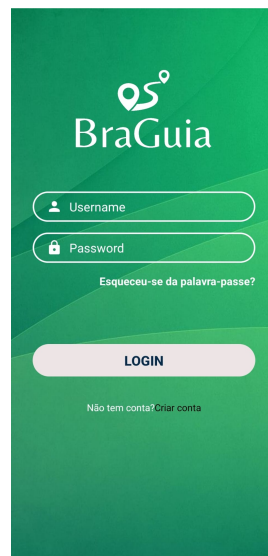 BraGuia
Username
Password
Esqueceu-se da palavra-passe?
LOGIN
Não tem conta?Criar conta